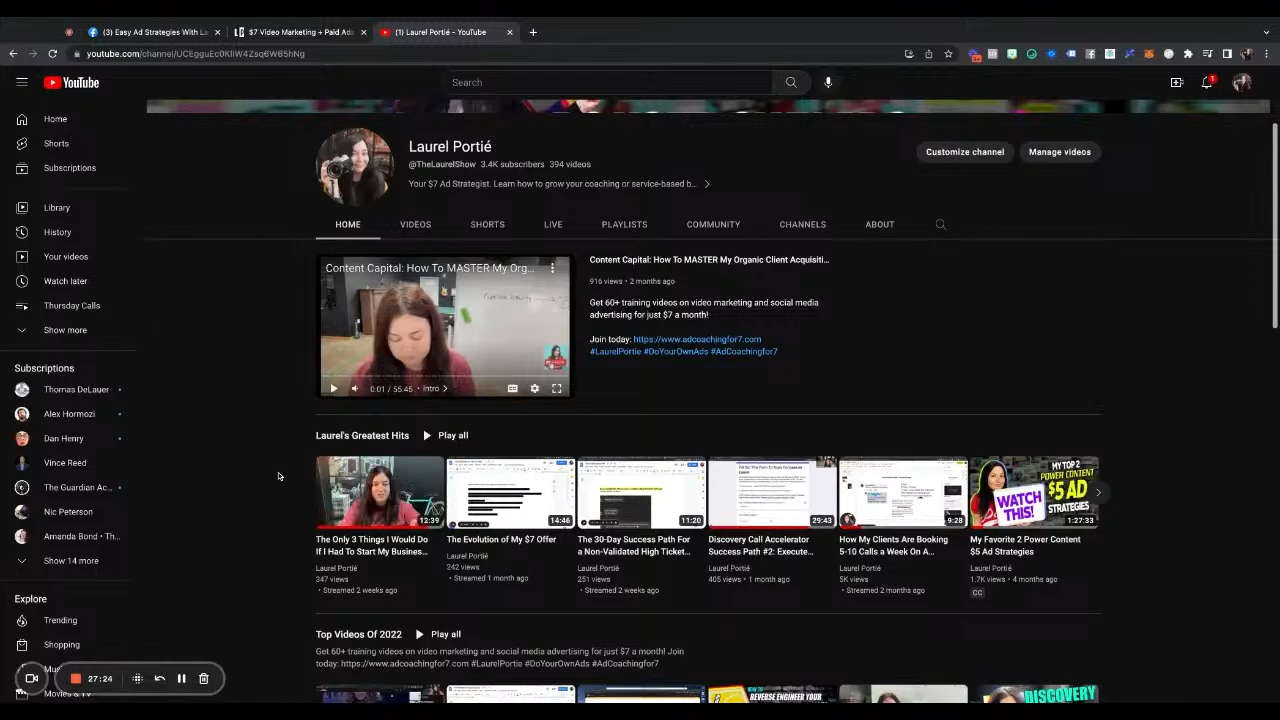 (3) Easy Ad Strategies With La
$7 Video Marketing + Paid Ads
(1) Laurel Portié - YouTube
youtube.com/channel/UCEgguEc0KIlW4Zsq6W65hNg
YouTube
Search
1
Home
Shorts
Subscriptions
Library
History
Your videos
Watch later
Thursday Calls
Show more
Subscriptions
Thomas DeLauer
Alex Hormozi
Dan Henry
Vince Reed
The Guardian Ac...
Nic Peterson
Amanda Bond • Th...
Show 14 more
Explore
Trending
Shopping
Movies & TV
27:24
Laurel Portié
@TheLaurelShow 3.4K subscribers 394 videos
Your $7 Ad Strategist. Learn how to grow your coaching or service-based b...
Customize channel
Manage videos
HOME
VIDEOS
SHORTS
LIVE
PLAYLISTS
COMMUNITY
CHANNELS
ABOUT
Content Capital: How To MASTER My Org...
0:01 / 55:45 • Intro
CC
Content Capital: How To MASTER My Organic Client Acquisiti...
916 views • 2 months ago
Get 60+ training videos on video marketing and social media
advertising for just $7 a month!
Join today: https://www.adcoachingfor7.com
#LaurelPortie #DoYourOwnAds #AdCoachingfor7
Laurel's Greatest Hits
Play all
12:39
The Only 3 Things I Would Do
If I Had To Start My Busines...
Laurel Portié
347 views
• Streamed 2 weeks ago
14:46
The Evolution of My $7 Offer
Laurel Portié
242 views
• Streamed 1 month ago
11:20
The 30-Day Success Path For
a Non-Validated High Ticket...
Laurel Portié
251 views
• Streamed 2 weeks ago
29:43
Discovery Call Accelerator
Success Path #2: Execute...
Laurel Portié
405 views • 1 month ago
9:28
How My Clients Are Booking
5-10 Calls a Week On A...
Laurel Portié
5K views
• Streamed 2 months ago
MY TOP 2
POWER CONTENT
$5 AD
STRATEGIES
WATCH
THIS!
1:27:33
My Favorite 2 Power Content
$5 Ad Strategies
Laurel Portié
1.7K views • 4 months ago
CC
Top Videos Of 2022
Play all
Get 60+ training videos on video marketing and social media advertising for just $7 a month! Join
today: https://www.adcoachingfor7.com #LaurelPortie #DoYourOwnAds #AdCoachingfor7
HOW TO
REVERSE ENGINEER YOUR
DISCOVERY